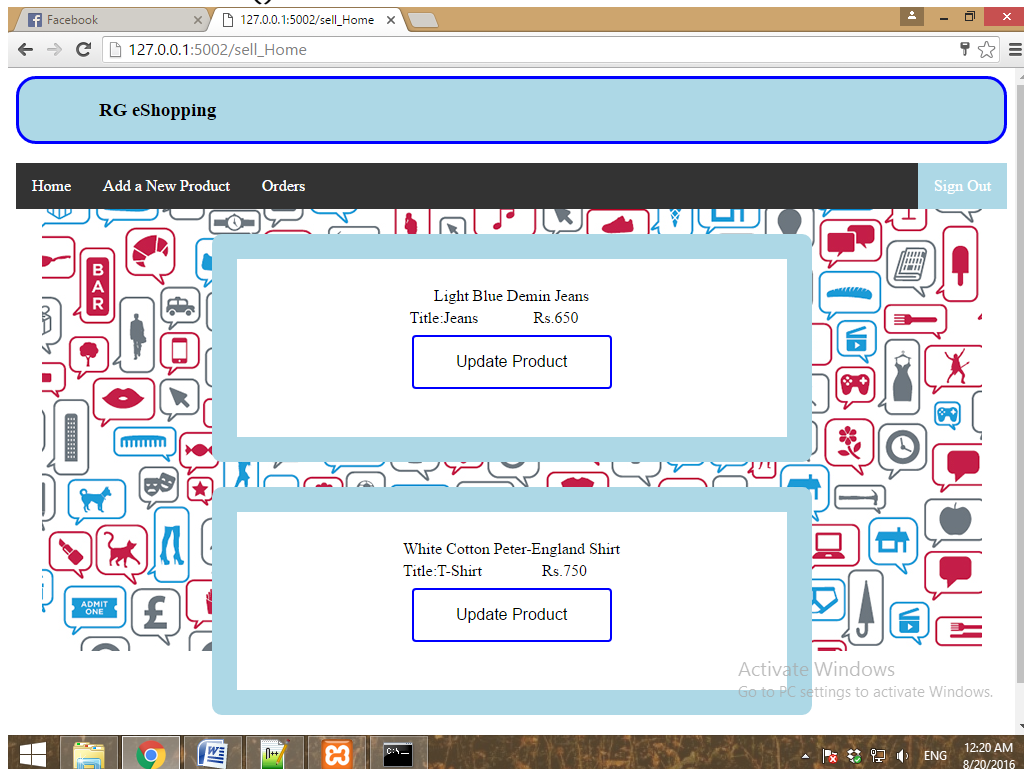 ()
Facebook
127.0.0.1:5002/sell_Home
127.0.0.1:5002/sell_Home
RG eShopping
Home Add a New Product Orders Sign Out
BAR
Light Blue Demin Jeans
Title:Jeans Rs.650
Update Product
White Cotton Peter-England Shirt
Title:T-Shirt Rs.750
Update Product
ADMIT
ONE
£
Activate Windows
Go to PC settings to activate Windows.
ENG
12:20 AM
8/20/2016